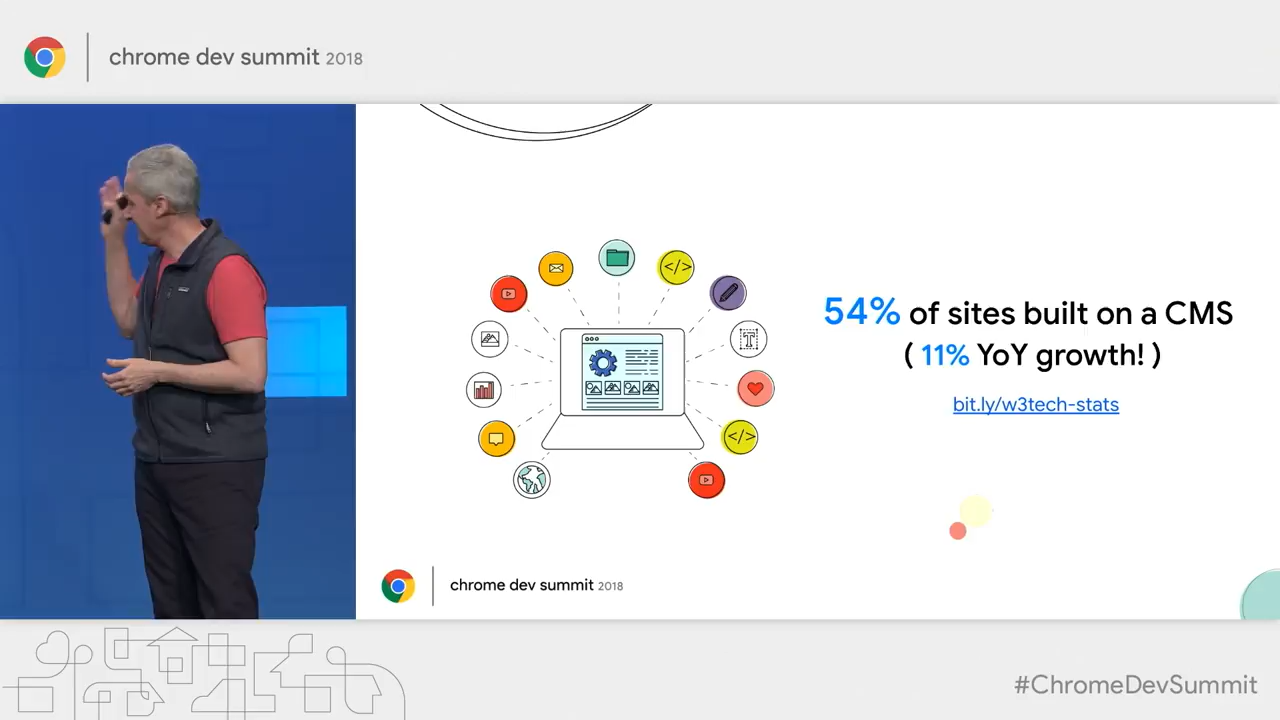 chrome dev summit 2018
54% of sites built on a CMS
( 11% YoY growth! )
bit.ly/w3tech-stats
chrome dev summit 2018
#ChromeDevSummit